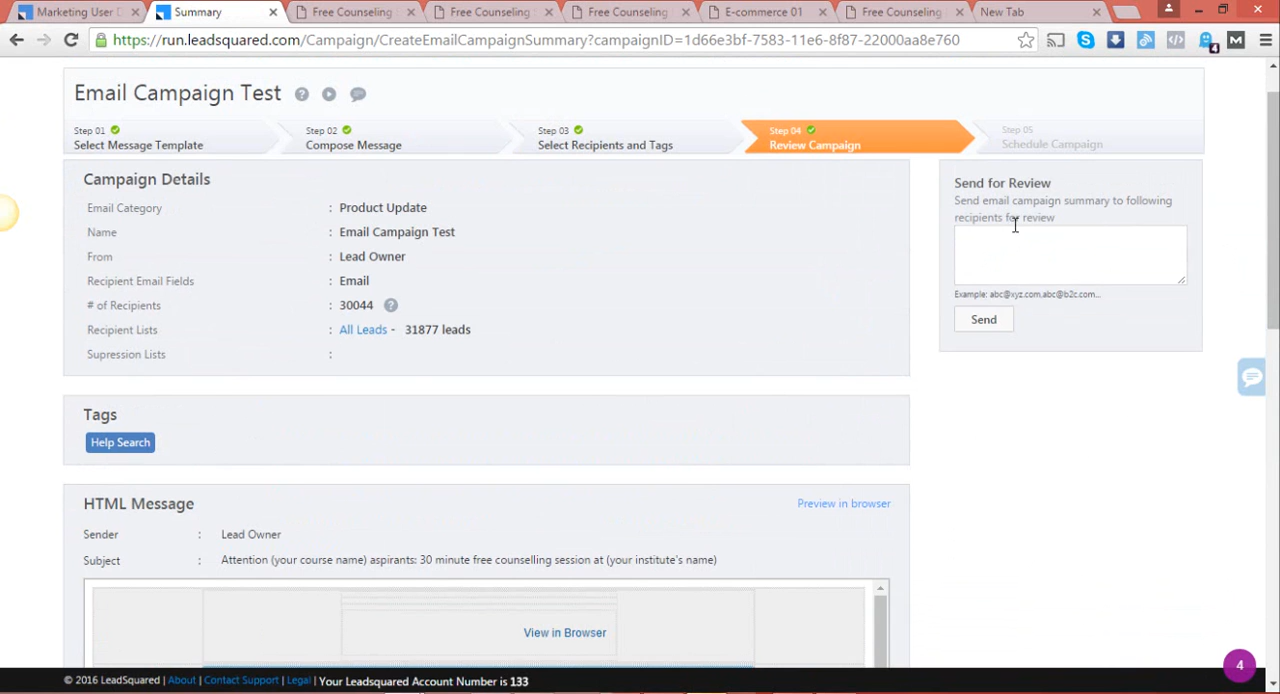 Marketing User D
Summary
Free Counseling
Free Counseling
Free Counseling
E-commerce 01
Free Counseling
New Tab
https://run.leadsquared.com/Campaign/CreateEmailCampaignSummary?campaignID=1d66e3bf-7583-11e6-8f87-22000aa8e760
4
M
Email Campaign Test
Step 01
Select Message Template
Step 02
Compose Message
Step 03
Select Recipients and Tags
Step 04
Review Campaign
Step 05
Schedule Campaign
Campaign Details
Email Category : Product Update
Name : Email Campaign Test
From : Lead Owner
Recipient Email Fields : Email
# of Recipients : 30044
Recipient Lists : All Leads - 31877 leads
Supression Lists :
Send for Review
Send email campaign summary to following
recipients for review
Example: abc@xyz.com,abc@b2c.com...
Send
Tags
Help Search
HTML Message
Preview in browser
Sender : Lead Owner
Subject : Attention (your course name) aspirants: 30 minute free counselling session at (your institute's name)
View in Browser
© 2016 LeadSquared | About | Contact Support | Legal | Your Leadsquared Account Number is 133
4